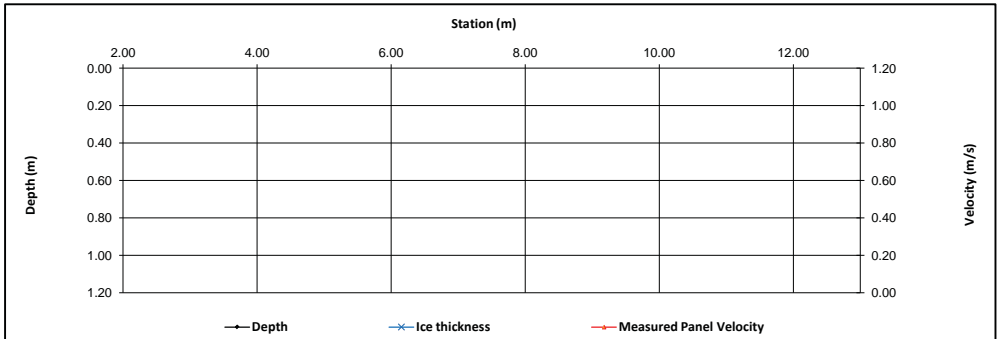 Station (m)
2.00 4.00 6.00 8.00 10.00 12.00
0.00 1.20
0.20 1.00
0.40 0.80
0.60 0.60
0.80 0.40
1.00 0.20
1.20 0.00
Depth (m)
Velocity (m/s)
Depth Ice thickness Measured Panel Velocity